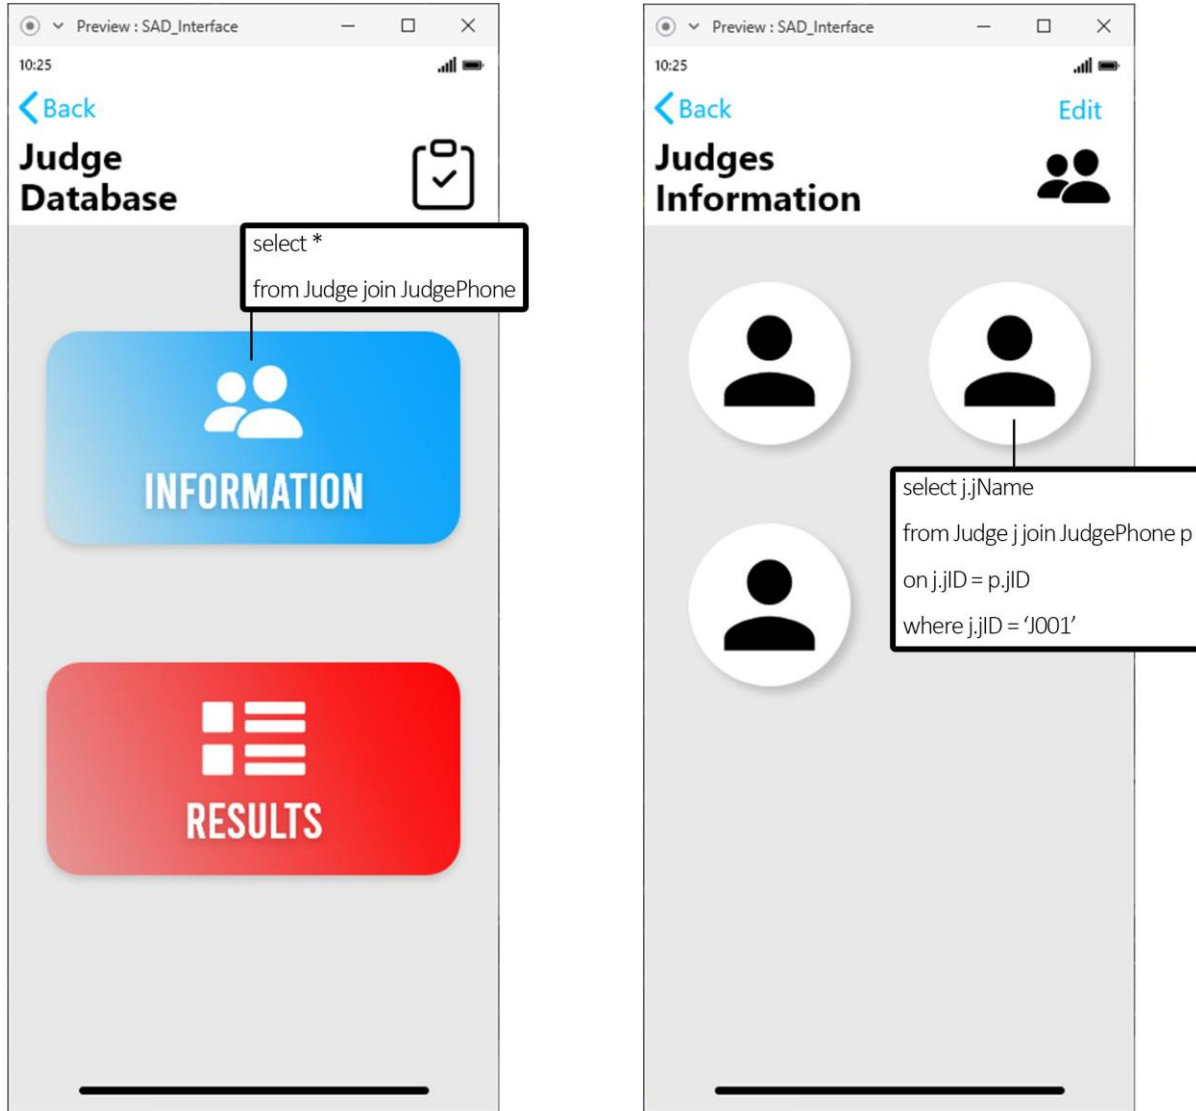 Preview : SAD_Interface
10:25
Back
Judge
Database
select *
from Judge join JudgePhone
INFORMATION
RESULTS
Preview : SAD_Interface
10:25
Back
Edit
Judges
Information
select j.jName
from Judge j join JudgePhone p
on j.jID = p.jID
where j.jID = ‘J001’